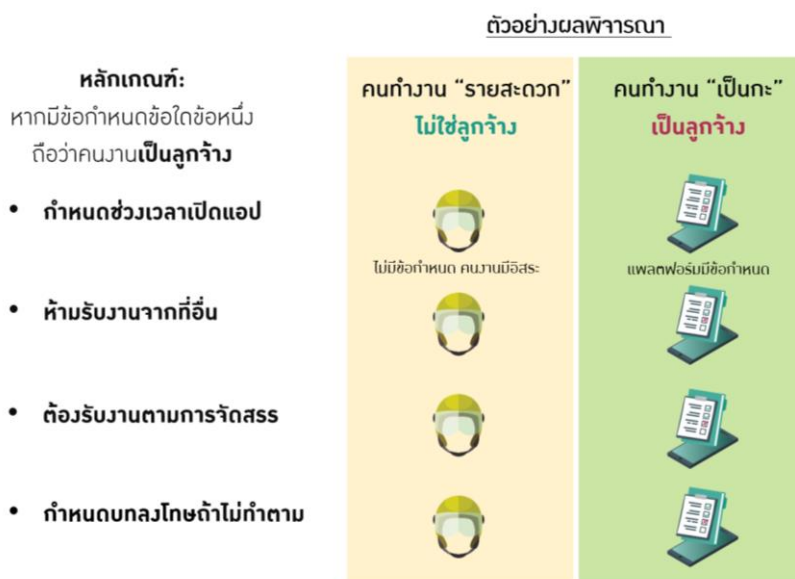 ตัวอย่างผลพิจารณา
หลักเกณฑ์:
หากมีข้อกำหนดข้อใดข้อหนึ่ง
ถือว่าคนงานเป็นลูกจ้าง
คนทำงาน “รายสะดวก”
ไม่ใช่ลูกจ้าง
คนทำงาน “เป็นกะ”
เป็นลูกจ้าง
• กำหนดช่วงเวลาเปิดแอป
ไม่มีข้อกำหนด คนงานมีอิสระ
แพลตฟอร์มมีข้อกำหนด
• ห้ามรับงานจากที่อื่น
• ต้องรับงานตามการจัดสรร
• กำหนดบทลงโทษถ้าไม่ทำตาม